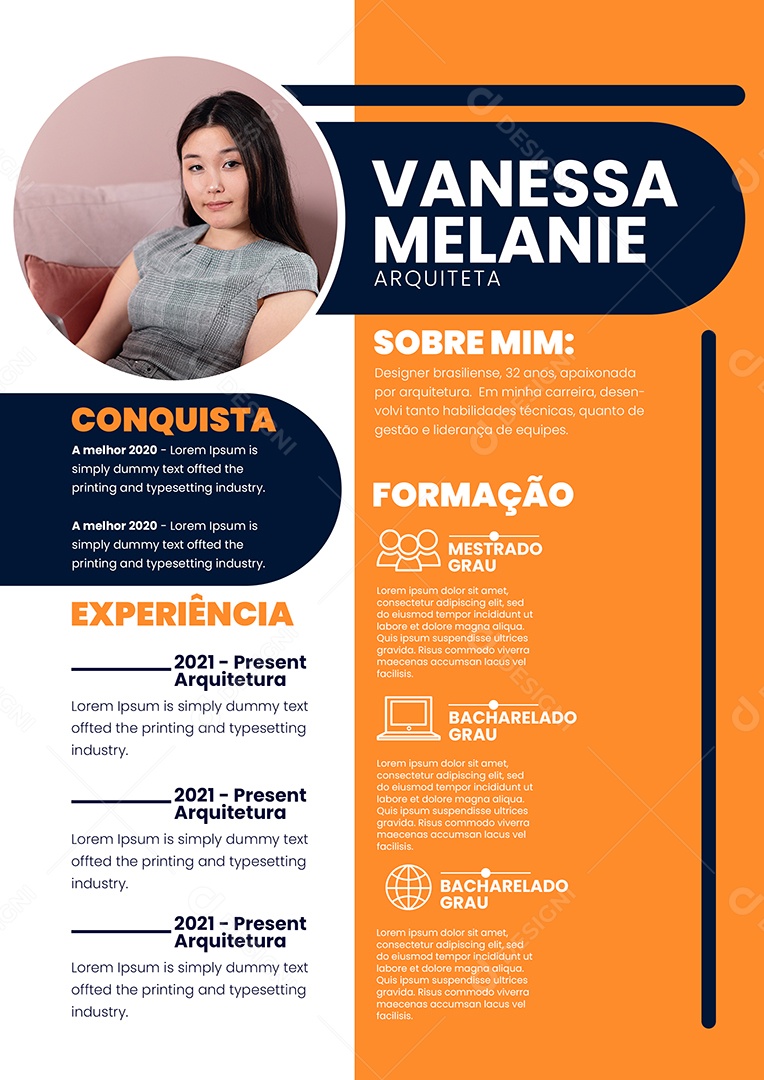 VANESSA
MELANIE
ARQUITETA
SOBRE MIM:
Designer brasiliense, 32 anos, apaixonada
por arquitetura. Em minha carreira, desen-
volvi tanto habilidades técnicas, quanto de
gestão e liderança de equipes.
CONQUISTA
A melhor 2020 - Lorem Ipsum is
simply dummy text offted the
printing and typesetting industry.
A melhor 2020 - Lorem Ipsum is
simply dummy text offted the
printing and typesetting industry.
EXPERIÊNCIA
2021 - Present
Arquitetura
Lorem Ipsum is simply dummy text
offted the printing and typesetting
industry.
2021 - Present
Arquitetura
Lorem Ipsum is simply dummy text
offted the printing and typesetting
industry.
2021 - Present
Arquitetura
Lorem Ipsum is simply dummy text
offted the printing and typesetting
industry.
FORMAÇÃO
MESTRADO
GRAU
Lorem ipsum dolor sit amet,
consectetur adipiscing elit, sed
do eiusmod tempor incididunt ut
labore et dolore magna aliqua.
Quis ipsum suspendisse ultrices
gravida. Risus commodo viverra
maecenas accumsan lacus vel
facilisis.
BACHARELADO
GRAU
Lorem ipsum dolor sit amet,
consectetur adipiscing elit, sed
do eiusmod tempor incididunt ut
labore et dolore magna aliqua.
Quis ipsum suspendisse ultrices
gravida. Risus commodo viverra
maecenas accumsan lacus vel
facilisis.
BACHARELADO
GRAU
Lorem ipsum dolor sit amet,
consectetur adipiscing elit, sed
do eiusmod tempor incididunt ut
labore et dolore magna aliqua.
Quis ipsum suspendisse ultrices
gravida. Risus commodo viverra
maecenas accumsan lacus vel
facilisis.
DESIGNI